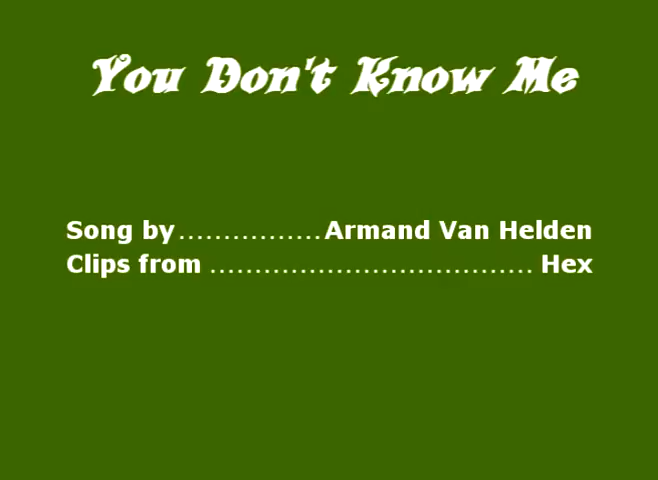 You Don't Know Me
Song by................Armand Van Helden
Clips from .................................... Hex